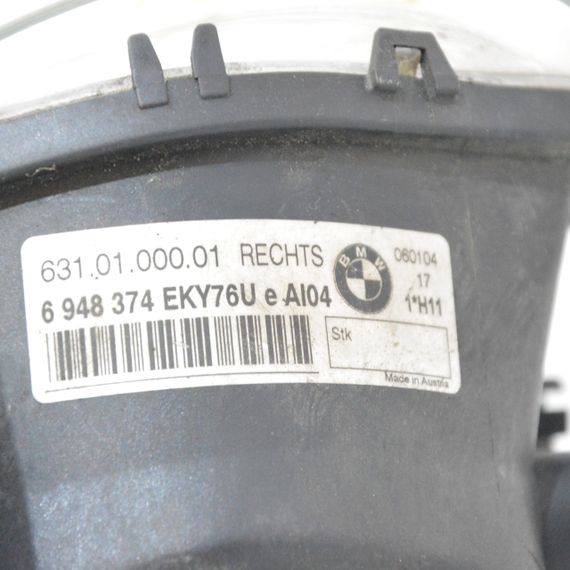 631.01.000.01 RECHTS
6 948 374 EKY76U e AI04
BMW
060104
17
1*H11
Stk
Made in Austria